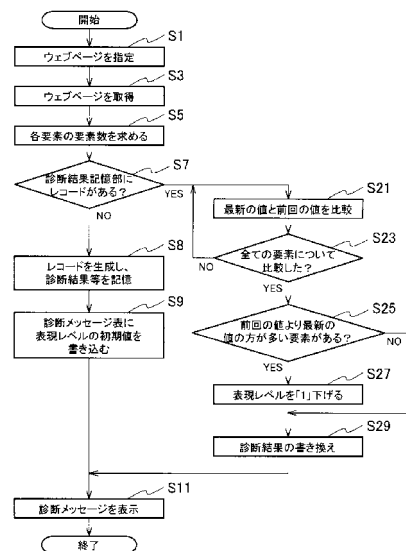 開始
S1
ウェブページを指定
S3
ウェブページを取得
S5
各要素の要素数を求める
S7
診断結果記憶部に
レコードがある?
YES
NO
S8
レコードを生成し、
診断結果等を記憶
S9
診断メッセージ表に
表現レベルの初期値を
書き込む
S21
最新の値と前回の値を比較
S23
全ての要素について
比較した?
NO
YES
S25
前回の値より最新の
値の方が多い要素がある?
NO
YES
S27
表現レベルを「1」下げる
S29
診断結果の書き換え
S11
診断メッセージを表示
終了